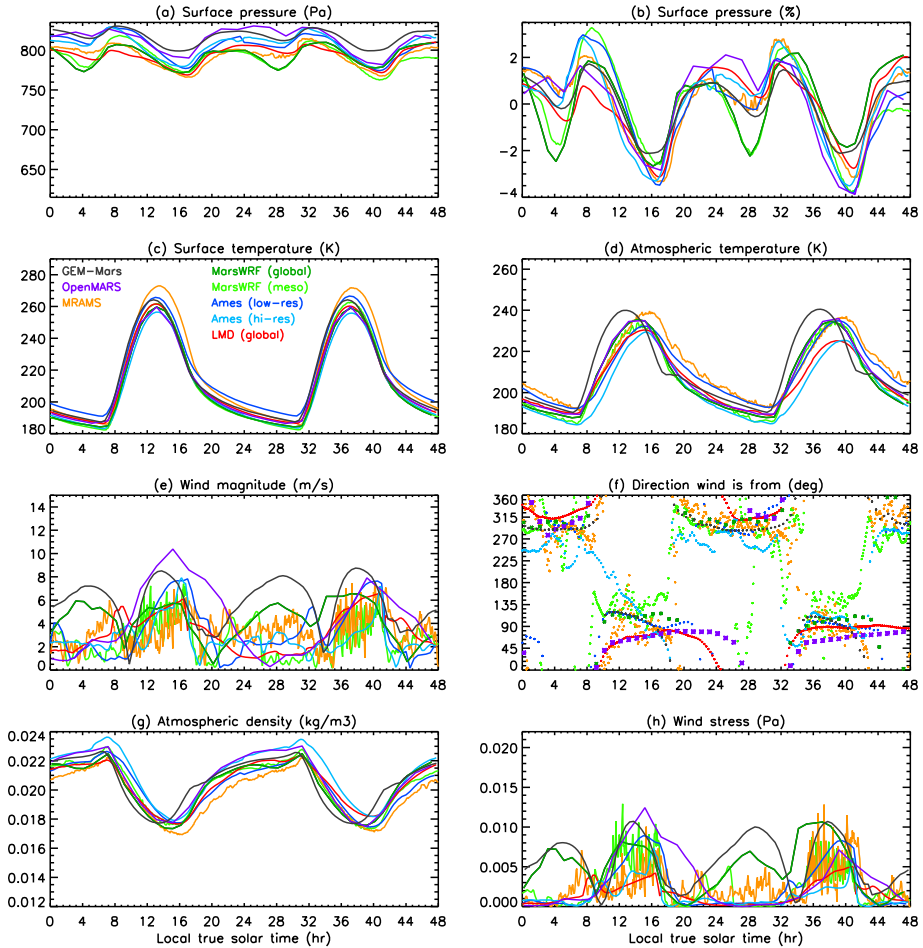 (a) Surface pressure (Pa)
(b) Surface pressure (%)
800
750
700
650
2
0
−2
−4
0 4 8 12 16 20 24 28 32 36 40 44 48
0 4 8 12 16 20 24 28 32 36 40 44 48
(c) Surface temperature (K)
(d) Atmospheric temperature (K)
280
260
240
220
200
180
GEM−Mars
OpenMARS
MRAMS
MarsWRF (global)
MarsWRF (meso)
Ames (low−res)
Ames (hi−res)
LMD (global)
260
240
220
200
180
0 4 8 12 16 20 24 28 32 36 40 44 48
0 4 8 12 16 20 24 28 32 36 40 44 48
(e) Wind magnitude (m/s)
(f) Direction wind is from (deg)
14
12
10
8
6
4
2
0
360
315
270
225
180
135
90
45
0
0 4 8 12 16 20 24 28 32 36 40 44 48
0 4 8 12 16 20 24 28 32 36 40 44 48
(g) Atmospheric density (kg/m3)
(h) Wind stress (Pa)
0.024
0.022
0.020
0.018
0.016
0.014
0.012
0.020
0.015
0.010
0.005
0.000
0 4 8 12 16 20 24 28 32 36 40 44 48
0 4 8 12 16 20 24 28 32 36 40 44 48
Local true solar time (hr)
Local true solar time (hr)